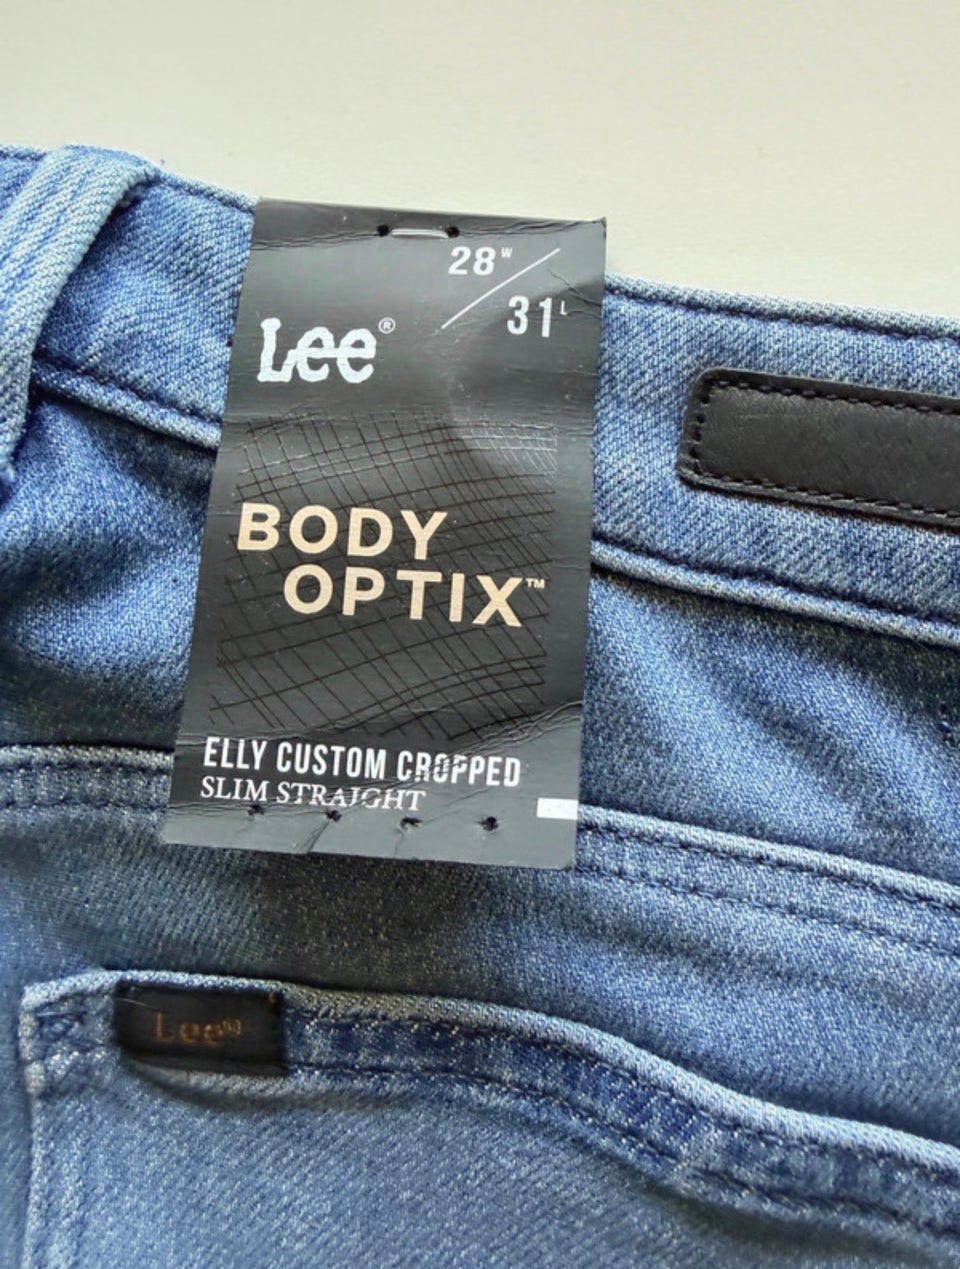 28W
31L
Lee®
BODY
OPTIX™
ELLY CUSTOM CROPPED
SLIM STRAIGHT
Lee®